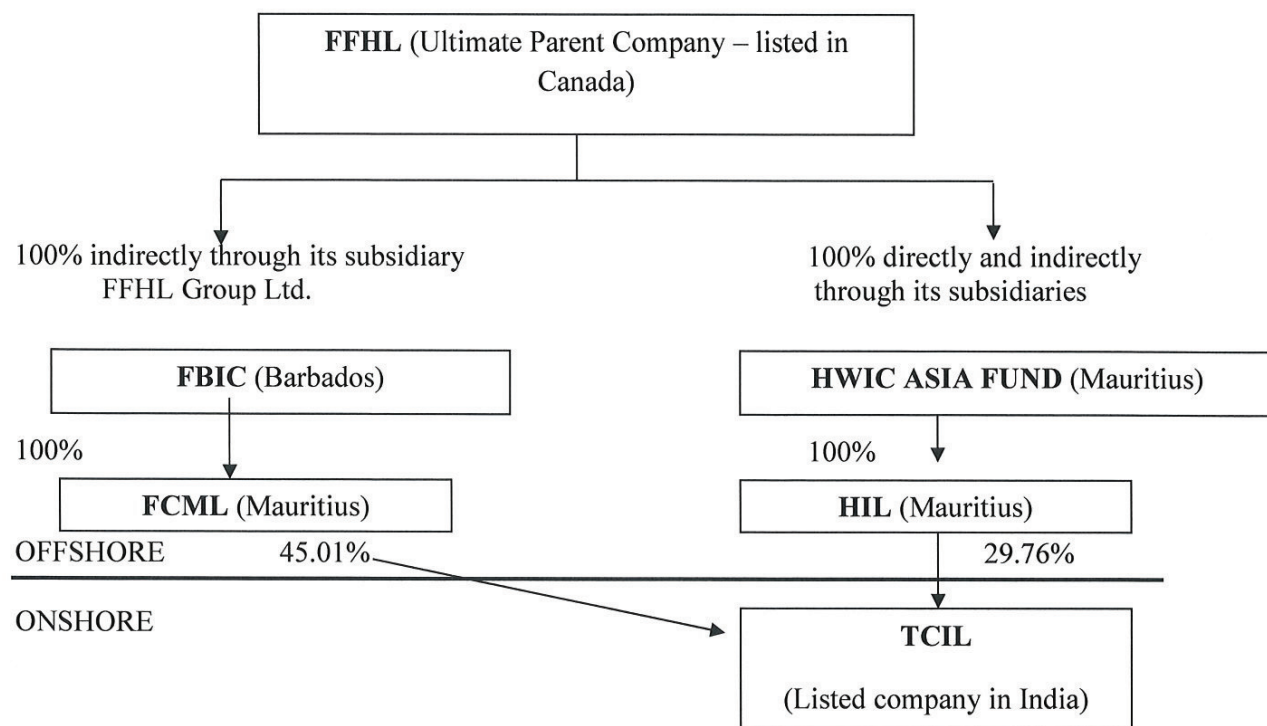 FFHL (Ultimate Parent Company – listed in
Canada)
100% indirectly through its subsidiary
FFHL Group Ltd.
100% directly and indirectly
through its subsidiaries
FBIC (Barbados)
HWIC ASIA FUND (Mauritius)
100%
100%
FCML (Mauritius)
HIL (Mauritius)
OFFSHORE 45.01%
29.76%
ONSHORE
TCIL
(Listed company in India)